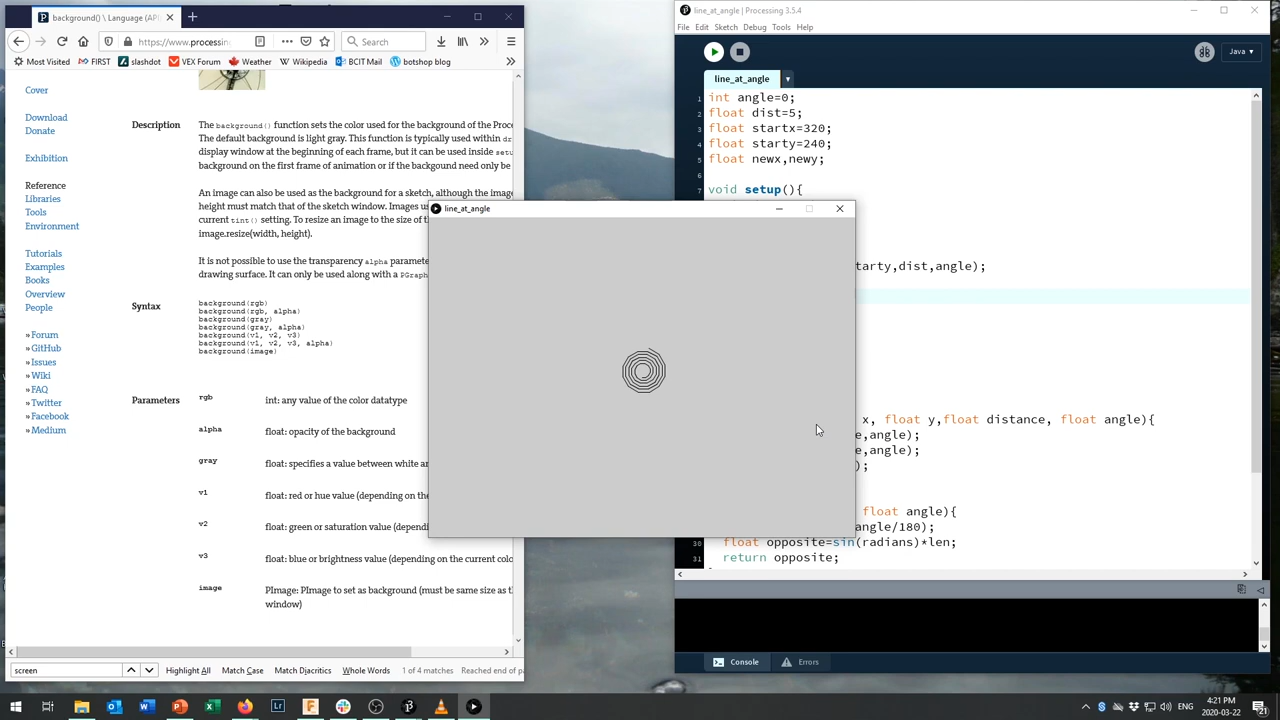 background() \ Language (API
https://www.processin
Search
Most Visited FIRST slashdot VEX Forum Weather Wikipedia BCIT Mail botshop blog
Cover
Download
Donate
Exhibition
Reference
Libraries
Tools
Environment
Tutorials
Examples
Books
Overview
People
» Forum
» GitHub
» Issues
» Wiki
» FAQ
» Twitter
» Facebook
» Medium
Description
The background() function sets the color used for the background of the Proce
The default background is light gray. This function is typically used within dr
display window at the beginning of each frame, but it can be used inside setu
background on the first frame of animation or if the backgound need only be
An image can also be used as the background for a sketch, although the image
height must match that of the sketch window. Images us
current tint() setting. To resize an image to the size of th
image.resize(width, height).
It is not possible to use the transparency alpha paramete
drawing surface. It can only be used along with a PGraph
Syntax
background(rgb)
background(rgb, alpha)
background(gray)
background(gray, alpha)
background(v1, v2, v3)
background(v1, v2, v3, alpha)
background(image)
Parameters
rgb int: any value of the color datatype
alpha float: opacity of the background
gray float: specifies a value between white an
v1 float: red or hue value (depending on the
v2 float: green or saturation value (dependi
v3 float: blue or brightness value (depending on the current colo
image PImage: PImage to set as background (must be same size as th
window)
screen Highlight All Match Case Match Diacritics Whole Words 1 of 4 matches Reached end of p
line_at_angle
line_at_angle | Processing 3.5.4
File Edit Sketch Debug Tools Help
Java
line_at_angle
1 int angle=0;
2 float dist=5;
3 float startx=320;
4 float starty=240;
5 float newx,newy;
7 void setup(){
tarty,dist,angle);
x, float y,float distance, float angle){
e,angle);
e,angle);
);
float angle){
angle/180);
30 float opposite=sin(radians)*len;
31 return opposite;
Console Errors
ENG
4:21 PM
2020-03-22
21